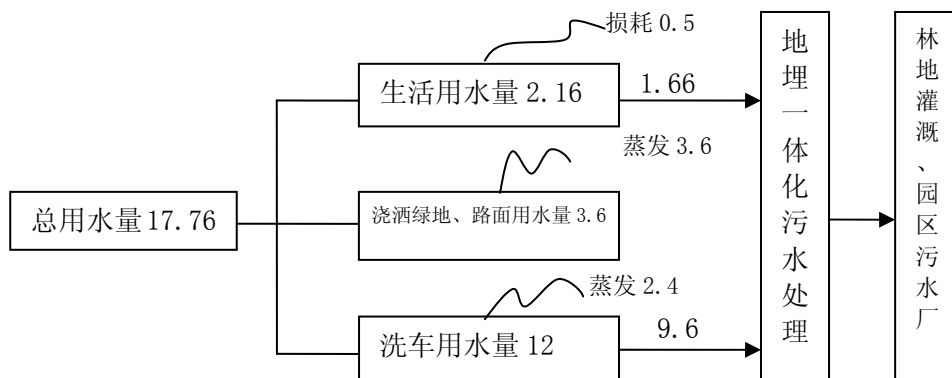 损耗 0.5
生活用水量 2.16
1.66
蒸发 3.6
总用水量 17.76
浇洒绿地、路面用水量 3.6
蒸发 2.4
洗车用水量 12
9.6
地埋一体化污水处理
林地灌溉、园区污水厂